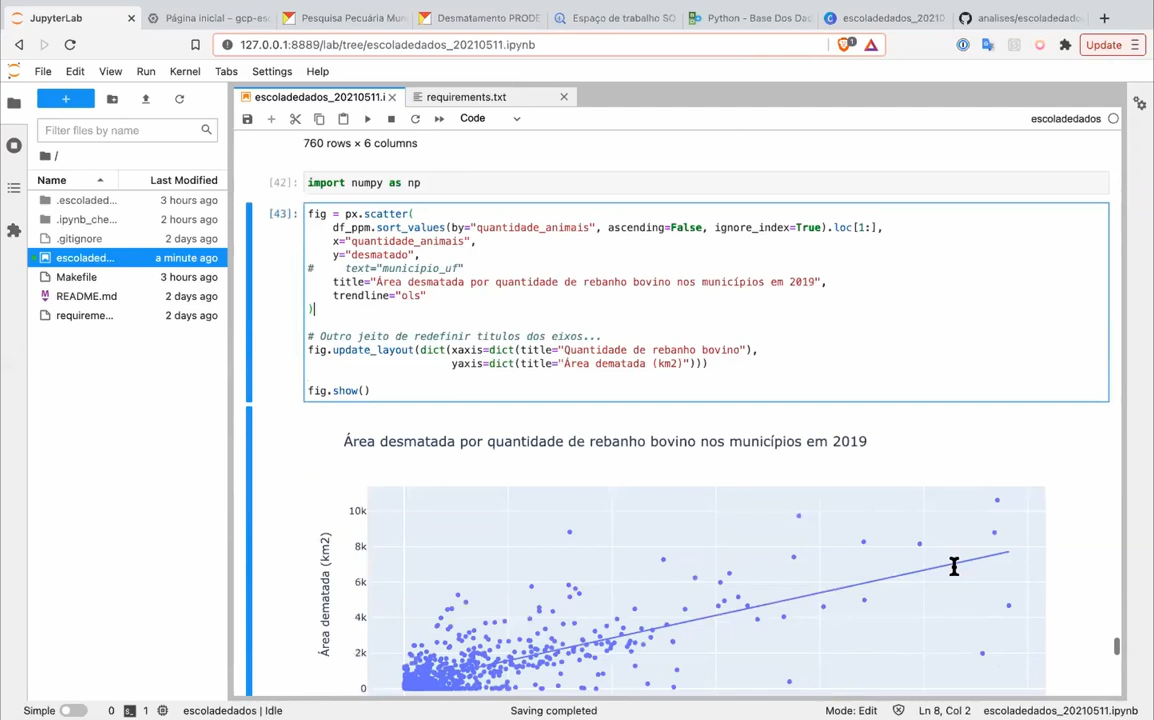 JupyterLab
Página inicial – gcp-es
Pesquisa Pecuária Mun
Desmatamento PRODE
Espaço de trabalho SQ
Python - Base Dos Dad
escoladedados_20210
analises/escoladedado
127.0.0.1:8889/lab/tree/escoladedados_20210511.ipynb
1
Update
File Edit View Run Kernel Tabs Settings Help
escoladedados_20210511.i
requirements.txt
Filter files by name
Code
escoladedados
/
760 rows × 6 columns
Name Last Modified
.escoladed... 3 hours ago
.ipynb_che... 2 hours ago
.gitignore 2 days ago
escoladed... a minute ago
Makefile 3 hours ago
README.md 2 days ago
requireme... 2 days ago
[42]: import numpy as np
[43]: fig = px.scatter(
df_ppm.sort_values(by="quantidade_animais", ascending=False, ignore_index=True).loc[1:],
x="quantidade_animais",
y="desmatado",
# text="municipio_uf"
title="Área desmatada por quantidade de rebanho bovino nos municípios em 2019",
trendline="ols"
)
# Outro jeito de redefinir titulos dos eixos...
fig.update_layout(dict(xaxis=dict(title="Quantidade de rebanho bovino"),
yaxis=dict(title="Área dematada (km2)")))
fig.show()
Área desmatada por quantidade de rebanho bovino nos municípios em 2019
10k
8k
6k
4k
2k
0
Área dematada (km2)
Simple 0 1 escoladedados | Idle Saving completed Mode: Edit Ln 8, Col 2 escoladedados_20210511.ipynb